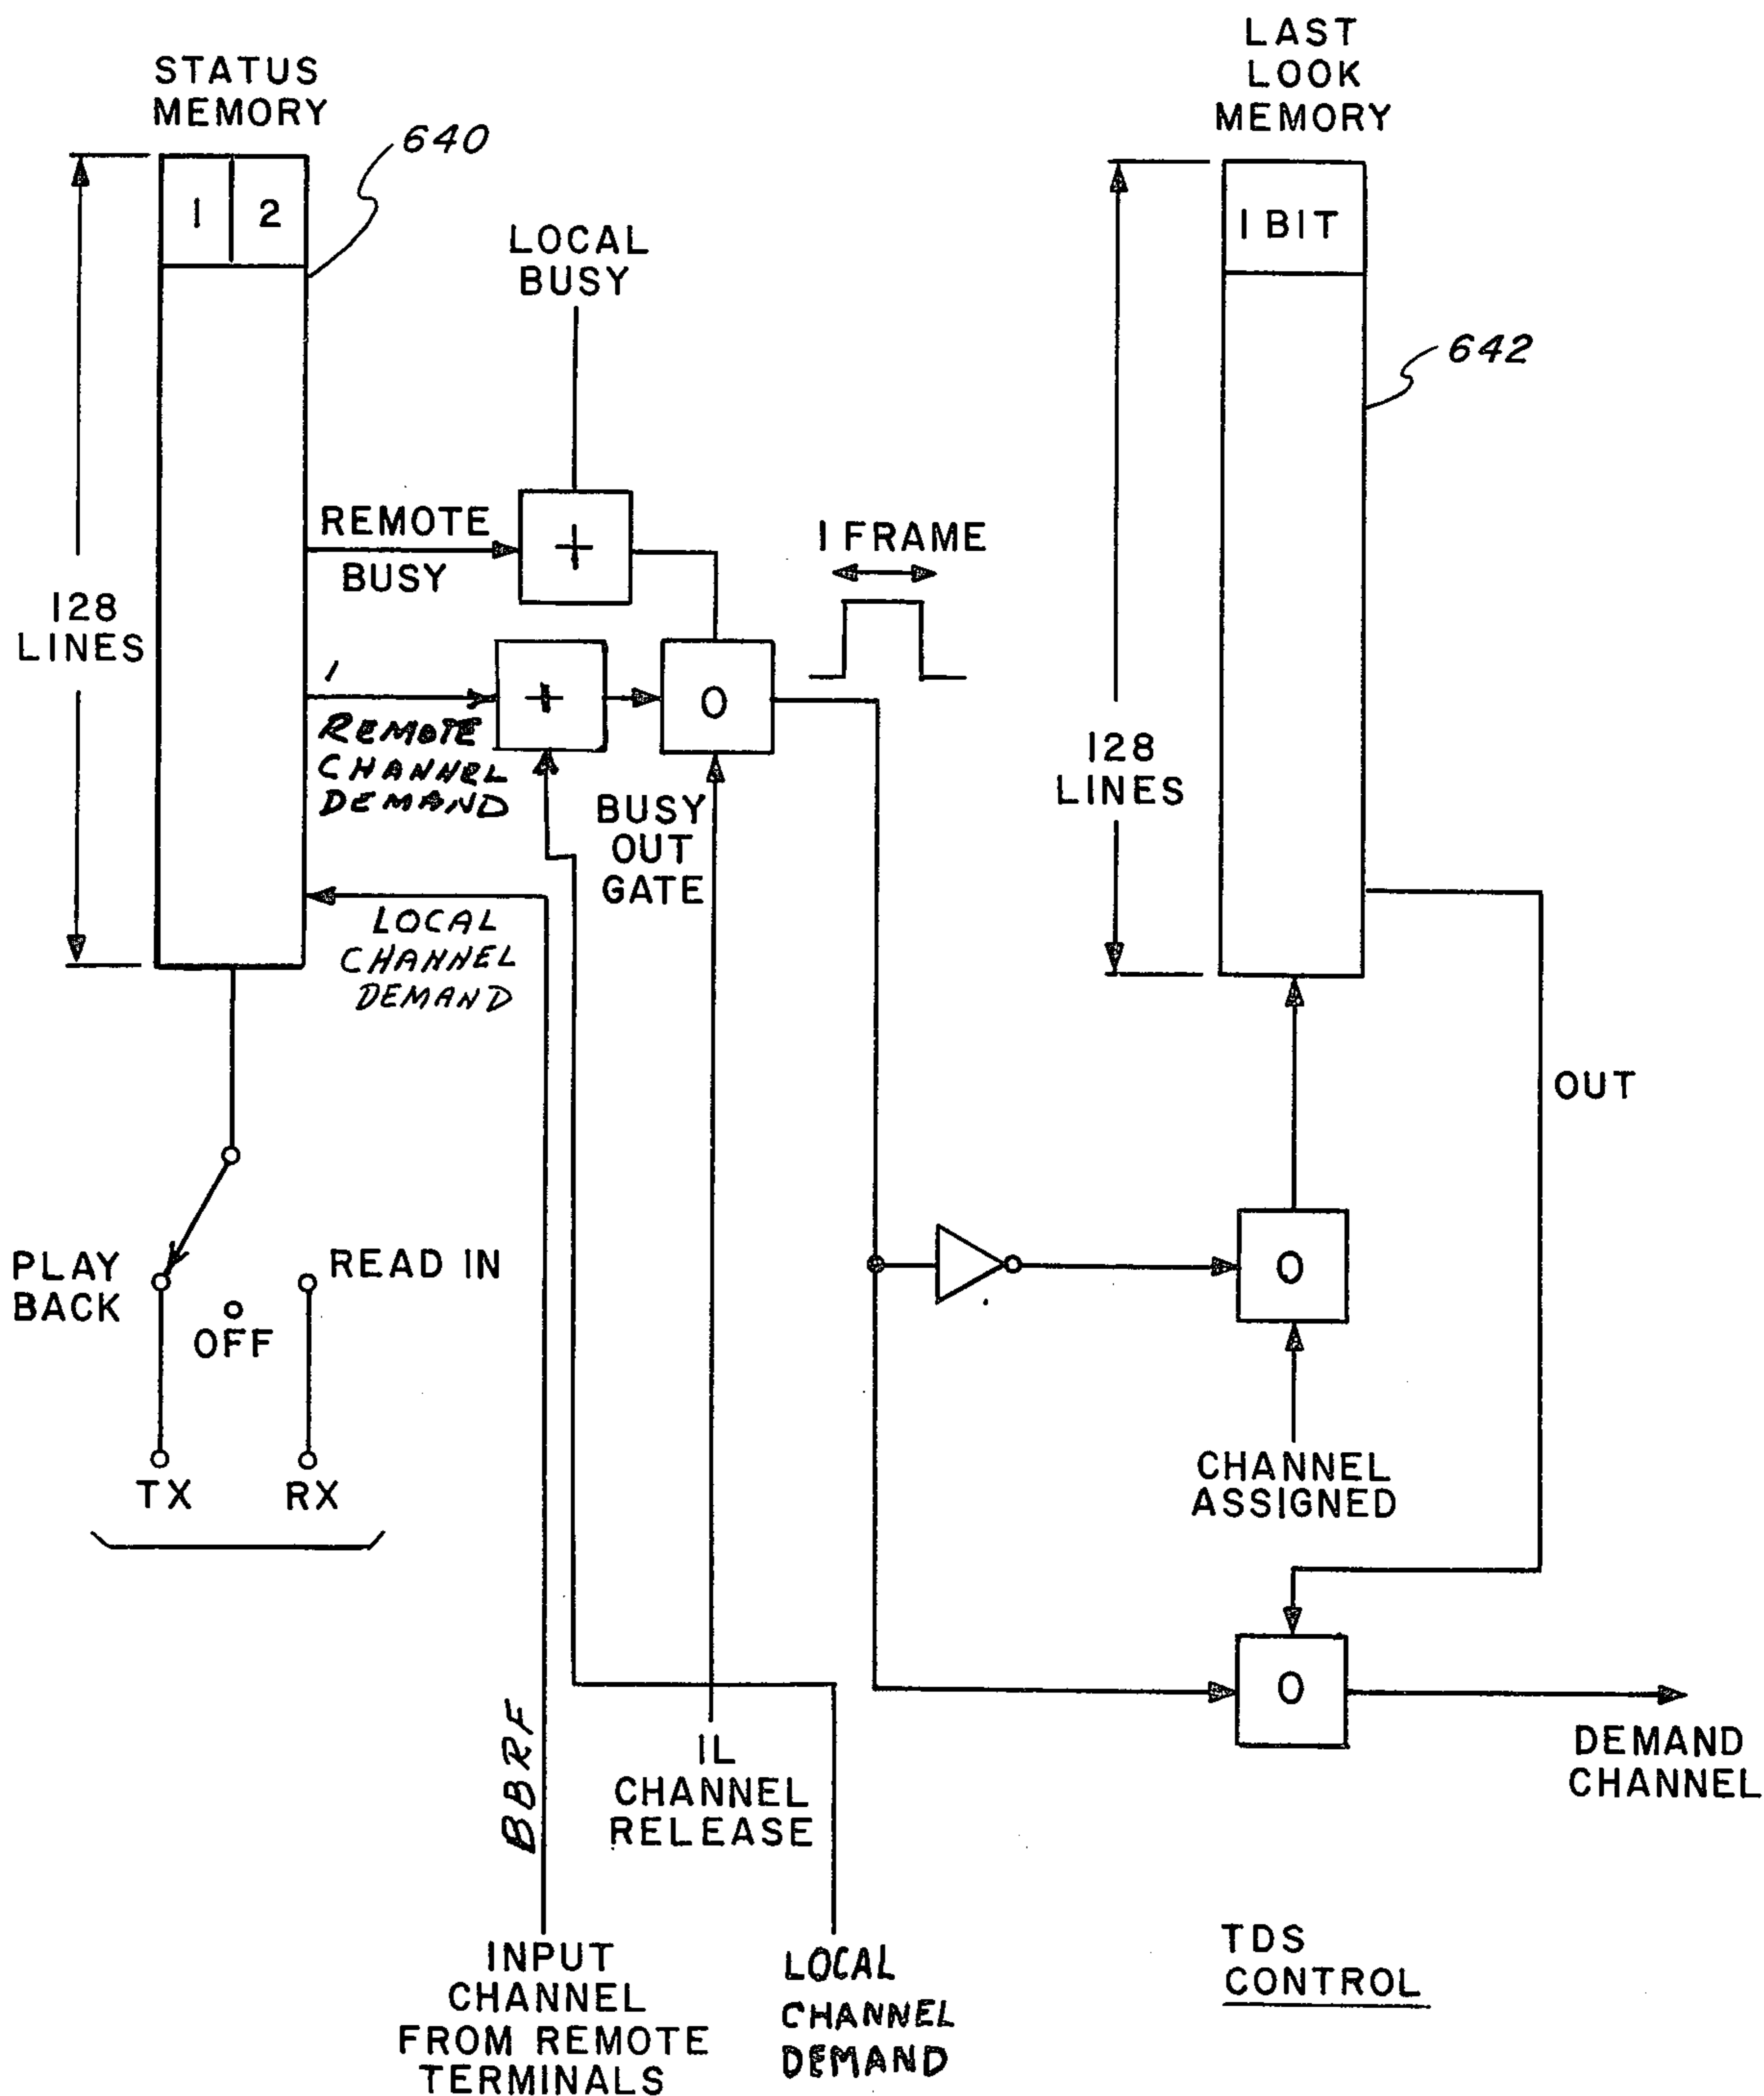 STATUS
MEMORY
640
1 2
128
LINES
LOCAL
BUSY
REMOTE
BUSY
+
1 FRAME
1
REMOTE
CHANNEL
DEMAND
+
0
BUSY
OUT
GATE
LOCAL
CHANNEL
DEMAND
PLAY
BACK
OFF
READ IN
TX
RX
LAST
LOOK
MEMORY
1 BIT
642
128
LINES
OUT
0
CHANNEL
ASSIGNED
0
DEMAND
CHANNEL
BBRF
IL
CHANNEL
RELEASE
INPUT
CHANNEL
FROM REMOTE
TERMINALS
LOCAL
CHANNEL
DEMAND
TDS
CONTROL